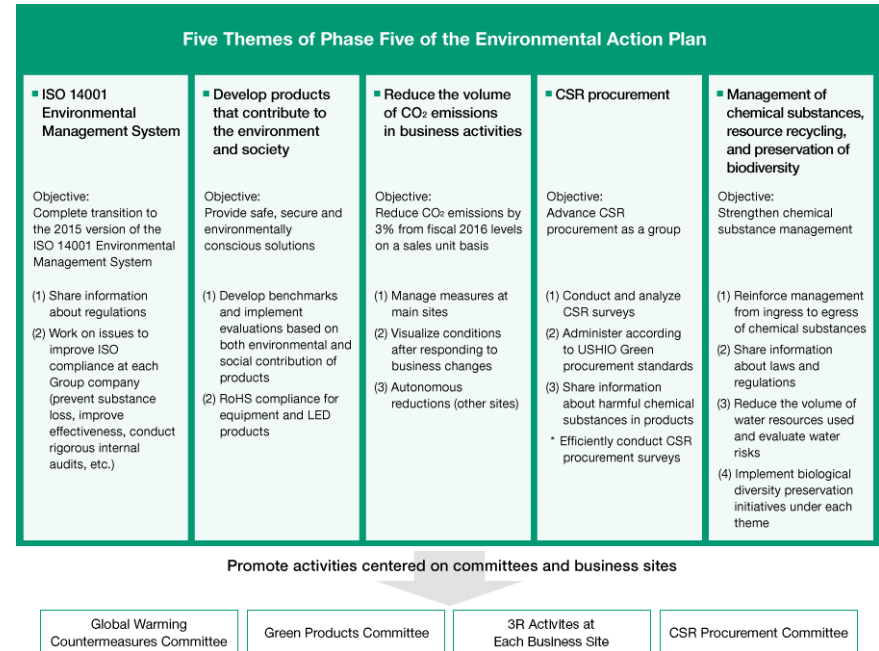 Five Themes of Phase Five of the Environmental Action Plan
ISO 14001
Environmental
Management System
Objective:
Complete transition to
the 2015 version of the
ISO 14001 Environmental
Management System
(1) Share information
about regulations
(2) Work on issues to
improve ISO
compliance at each
Group company
(prevent substance
loss, improve
effectiveness, conduct
rigorous internal
audits, etc.)
Develop products
that contribute to
the environment
and society
Objective:
Provide safe, secure and
environmentally
conscious solutions
(1) Develop benchmarks
and implement
evaluations based on
both environmental and
social contribution of
products
(2) RoHS compliance for
equipment and LED
products
Reduce the volume
of CO₂ emissions
in business activities
Objective:
Reduce CO₂ emissions by
3% from fiscal 2016 levels
on a sales unit basis
(1) Manage measures at
main sites
(2) Visualize conditions
after responding to
business changes
(3) Autonomous
reductions (other sites)
CSR procurement
Objective:
Advance CSR
procurement as a group
(1) Conduct and analyze
CSR surveys
(2) Administer according
to USHIO Green
procurement standards
(3) Share information
about harmful chemical
substances in products
* Efficiently conduct CSR
procurement surveys
Management of
chemical substances,
resource recycling,
and preservation of
biodiversity
Objective:
Strengthen chemical
substance management
(1) Reinforce management
from ingress to egress
of chemical substances
(2) Share information
about laws and
regulations
(3) Reduce the volume of
water resources used
and evaluate water
risks
(4) Implement biological
diversity preservation
initiatives under each
theme
Promote activities centered on committees and business sites
Global Warming
Countermeasures Committee
Green Products Committee
3R Activites at
Each Business Site
CSR Procurement Committee